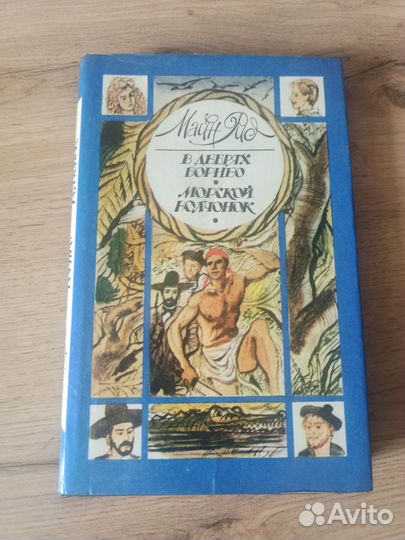 Майн Рид
В ДЕБРЯХ
БОРНЕО
•
МОРСКОЙ
ВОЛЧОНОК
•
Avito